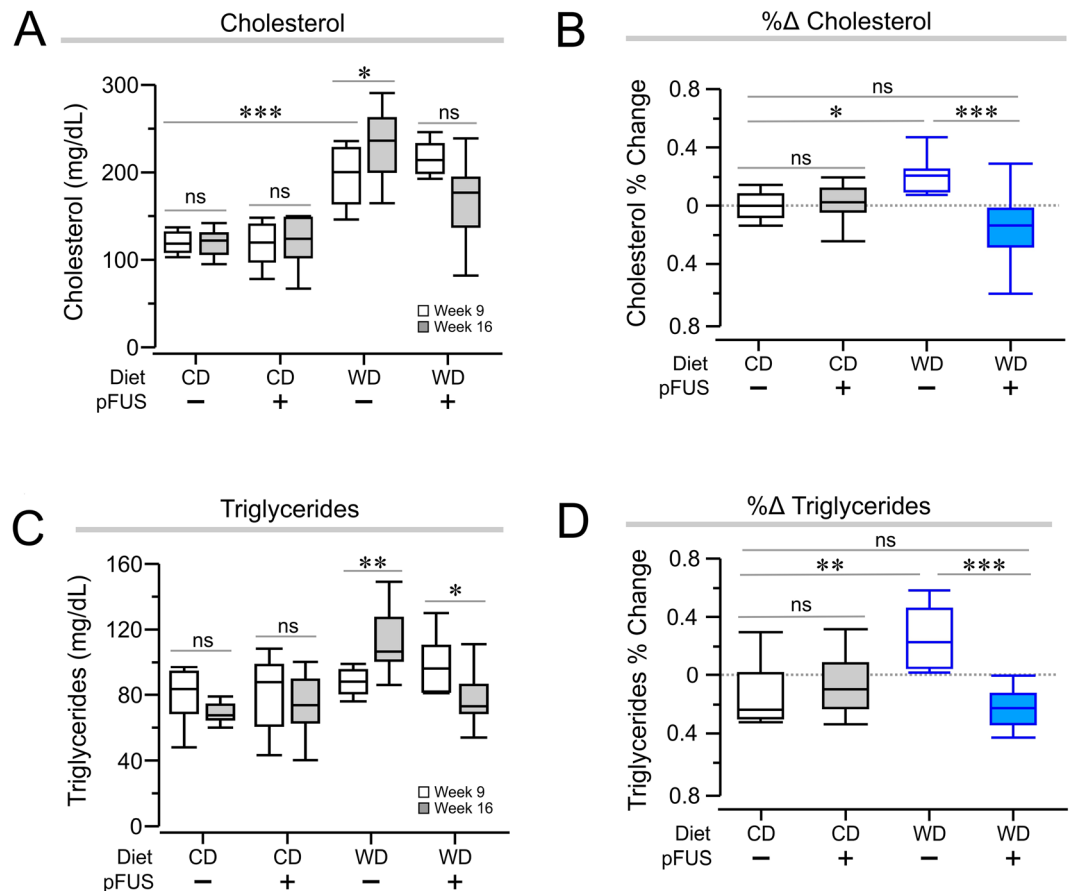 A
Cholesterol
Cholesterol (mg/dL)
300
200
100
0
***
*
ns
ns
ns
Week 9
Week 16
Diet CD CD WD WD
pFUS − + − +
B
%Δ Cholesterol
Cholesterol % Change
0.8
0.4
0
0.4
0.8
ns
* ***
ns
Diet CD CD WD WD
pFUS − + − +
C
Triglycerides
Triglycerides (mg/dL)
160
120
80
40
0
**
*
ns
ns
Week 9
Week 16
Diet CD CD WD WD
pFUS − + − +
D
%Δ Triglycerides
Triglycerides % Change
0.8
0.4
0
0.4
0.8
ns
** ***
ns
Diet CD CD WD WD
pFUS − + − +